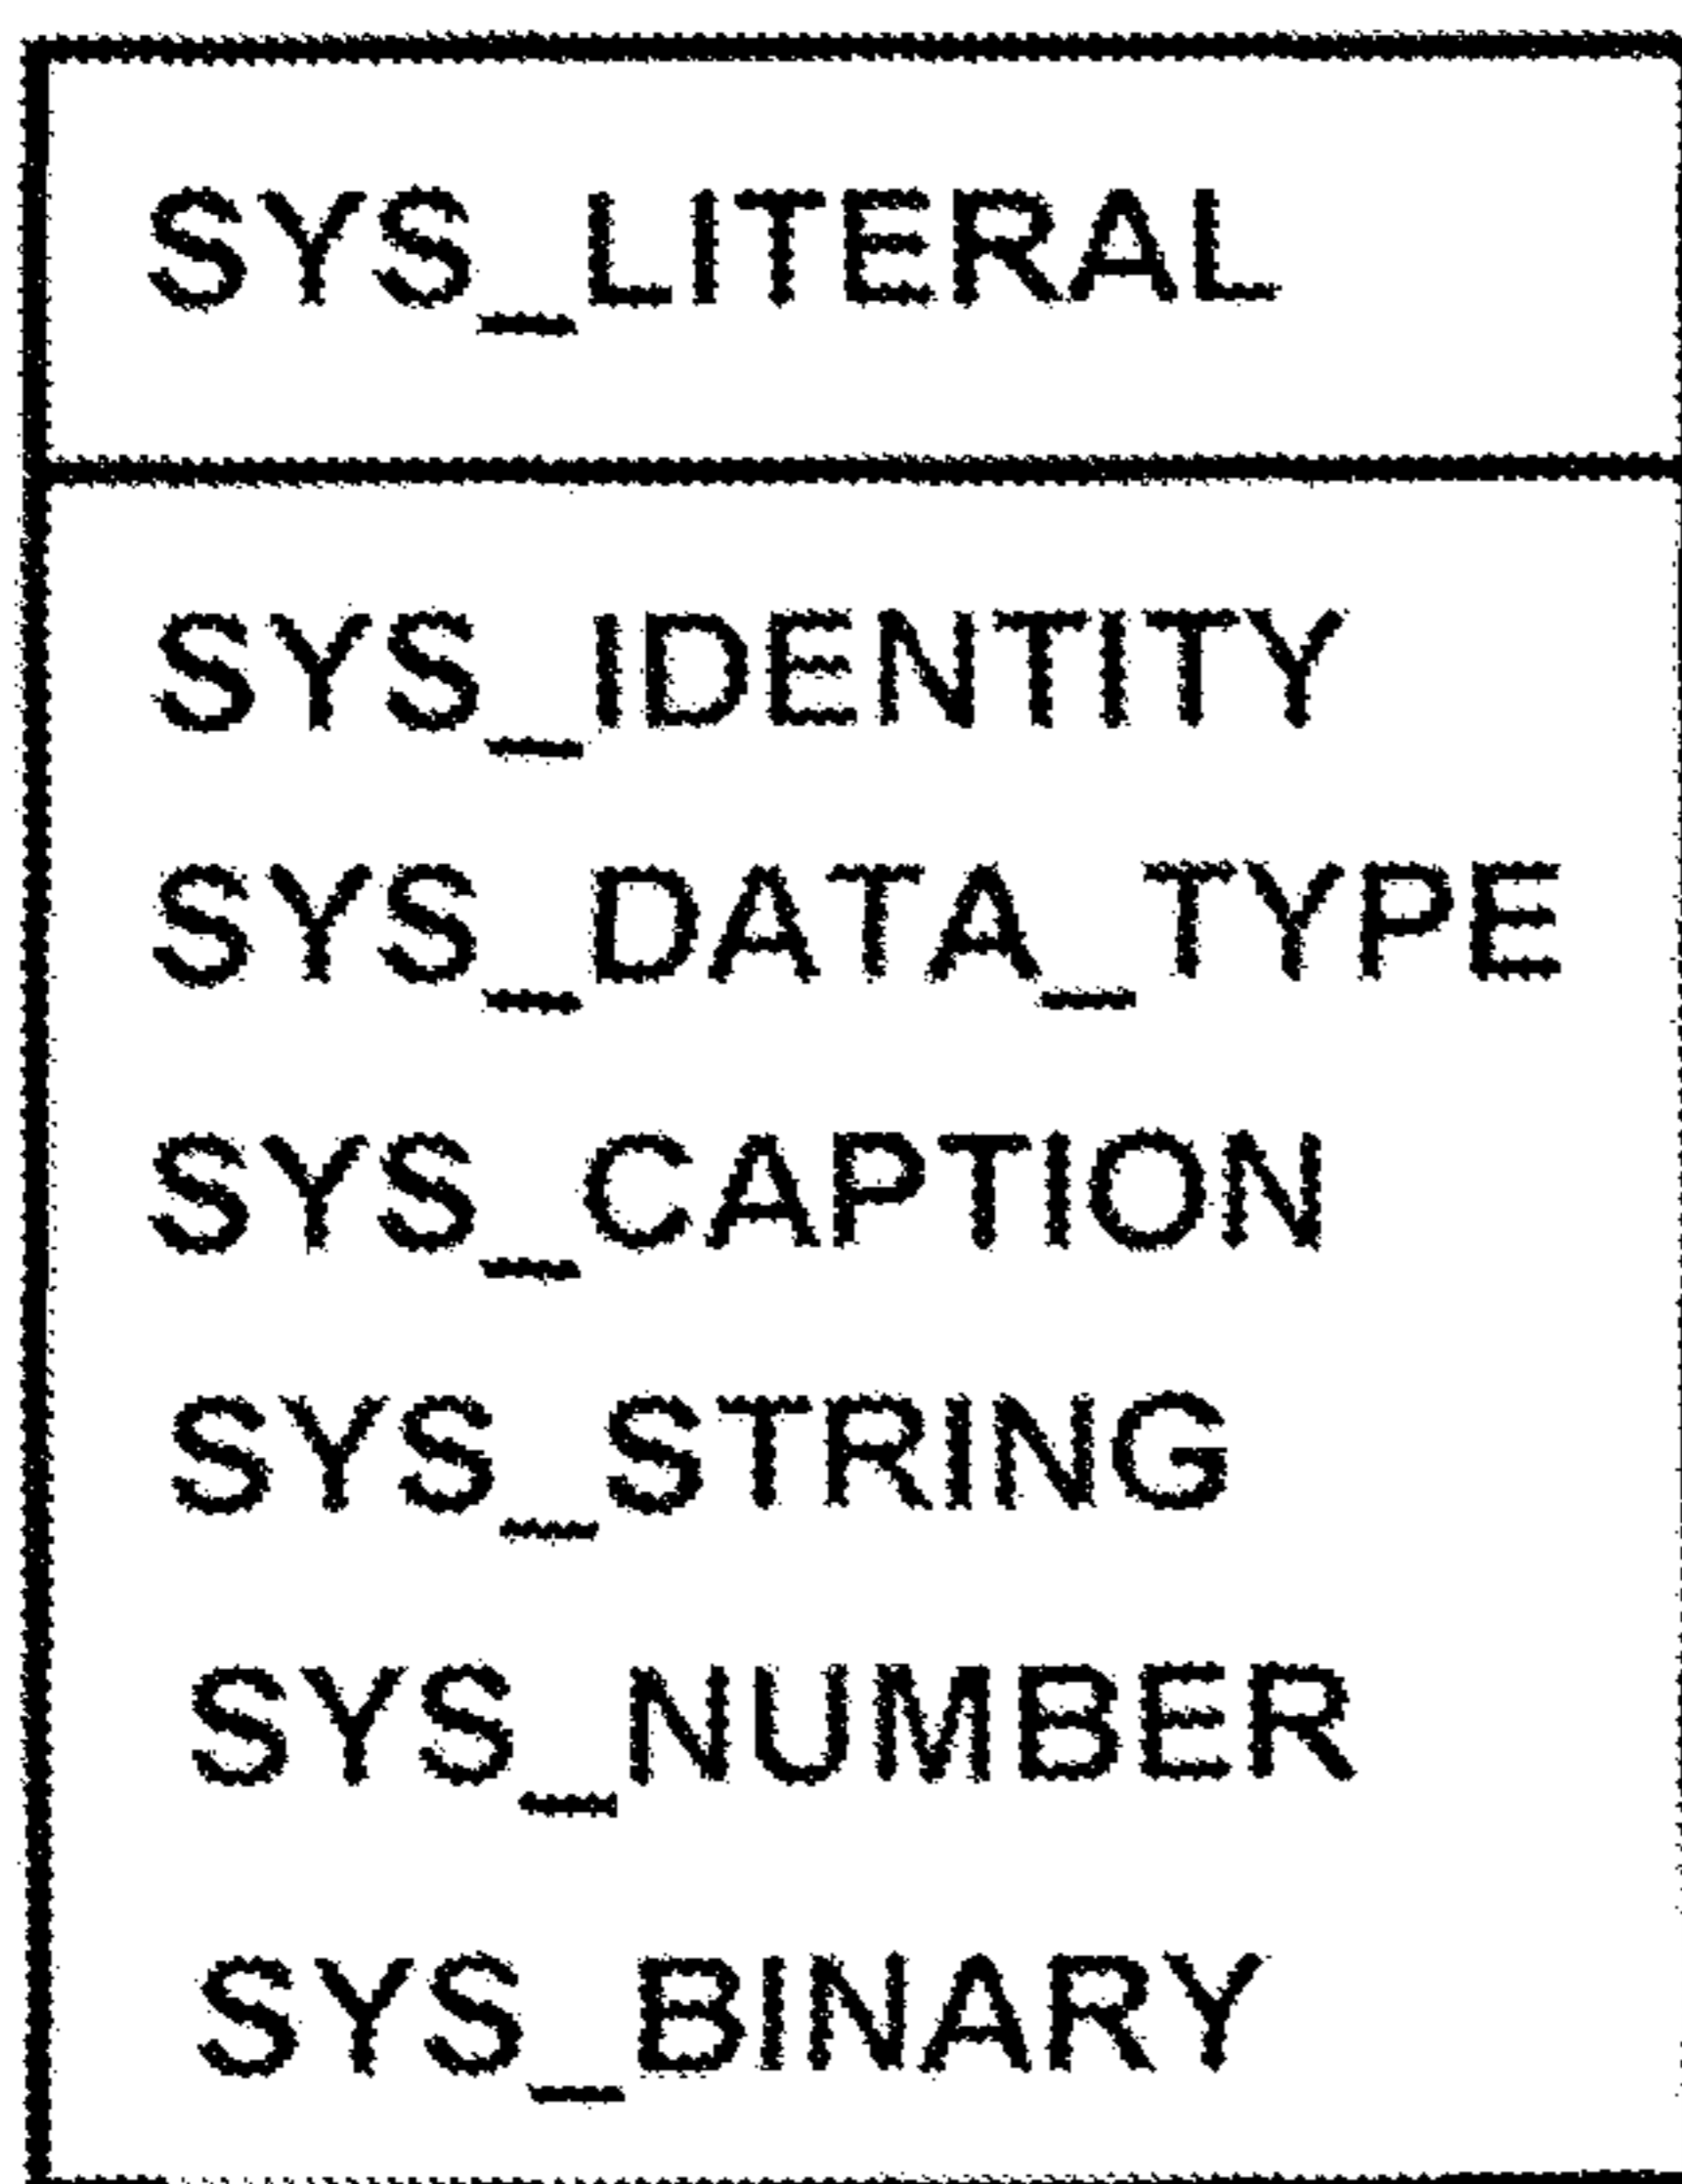 SYS_LITERAL
SYS_IDENTITY
SYS_DATA_TYPE
SYS_CAPTION
SYS_STRING
SYS_NUMBER
SYS_BINARY